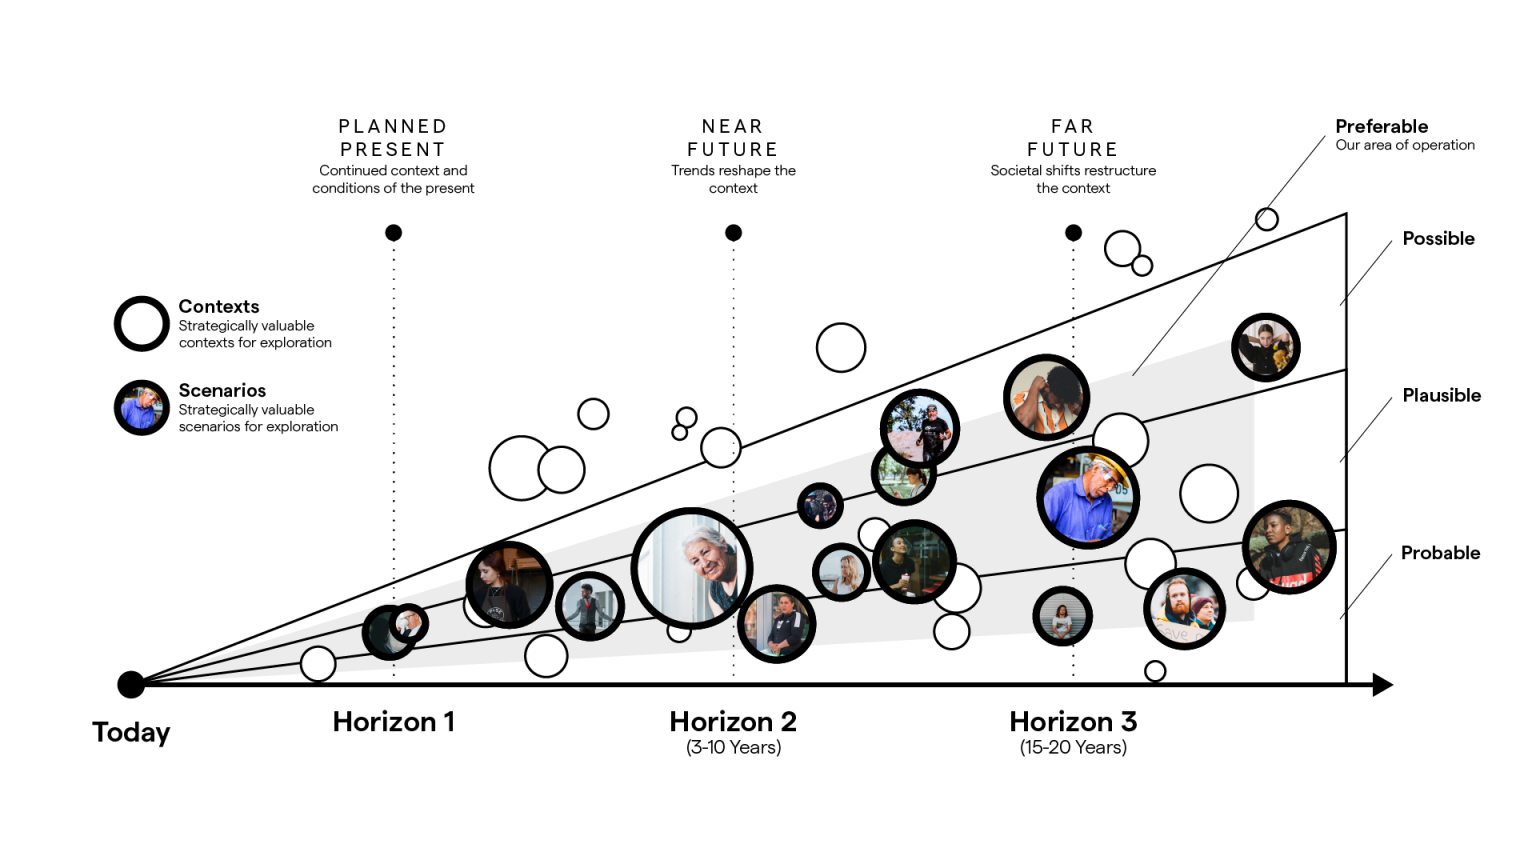 PLANNED
PRESENT
Continued context and
conditions of the present
NEAR
FUTURE
Trends reshape the
context
FAR
FUTURE
Societal shifts restructure
the context
Preferable
Our area of operation
Possible
Plausible
Probable
Contexts
Strategically valuable
contexts for exploration
Scenarios
Strategically valuable
scenarios for exploration
Today
Horizon 1
Horizon 2
(3-10 Years)
Horizon 3
(15-20 Years)